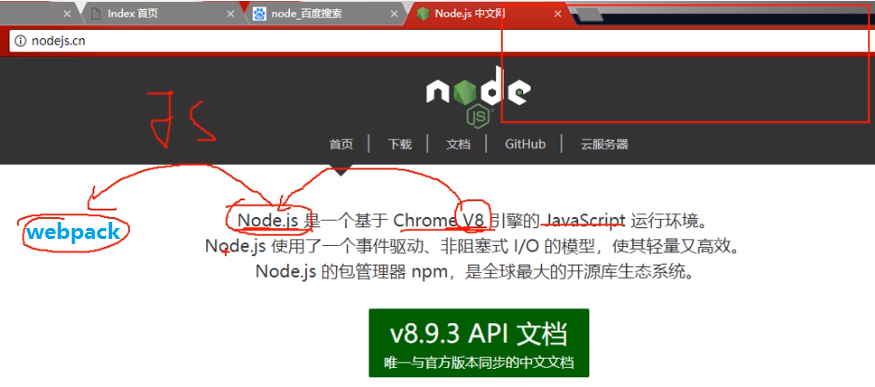 Index 首页
node_百度搜索
Node.js 中文网
nodejs.cn
node
JS
JS
首页 下载 文档 GitHub 云服务器
webpack
Node.js 是一个基于 Chrome V8 引擎的 JavaScript 运行环境。
Node.js 使用了一个事件驱动、非阻塞式 I/O 的模型，使其轻量又高效。
Node.js 的包管理器 npm，是全球最大的开源库生态系统。
v8.9.3 API 文档
唯一与官方版本同步的中文文档